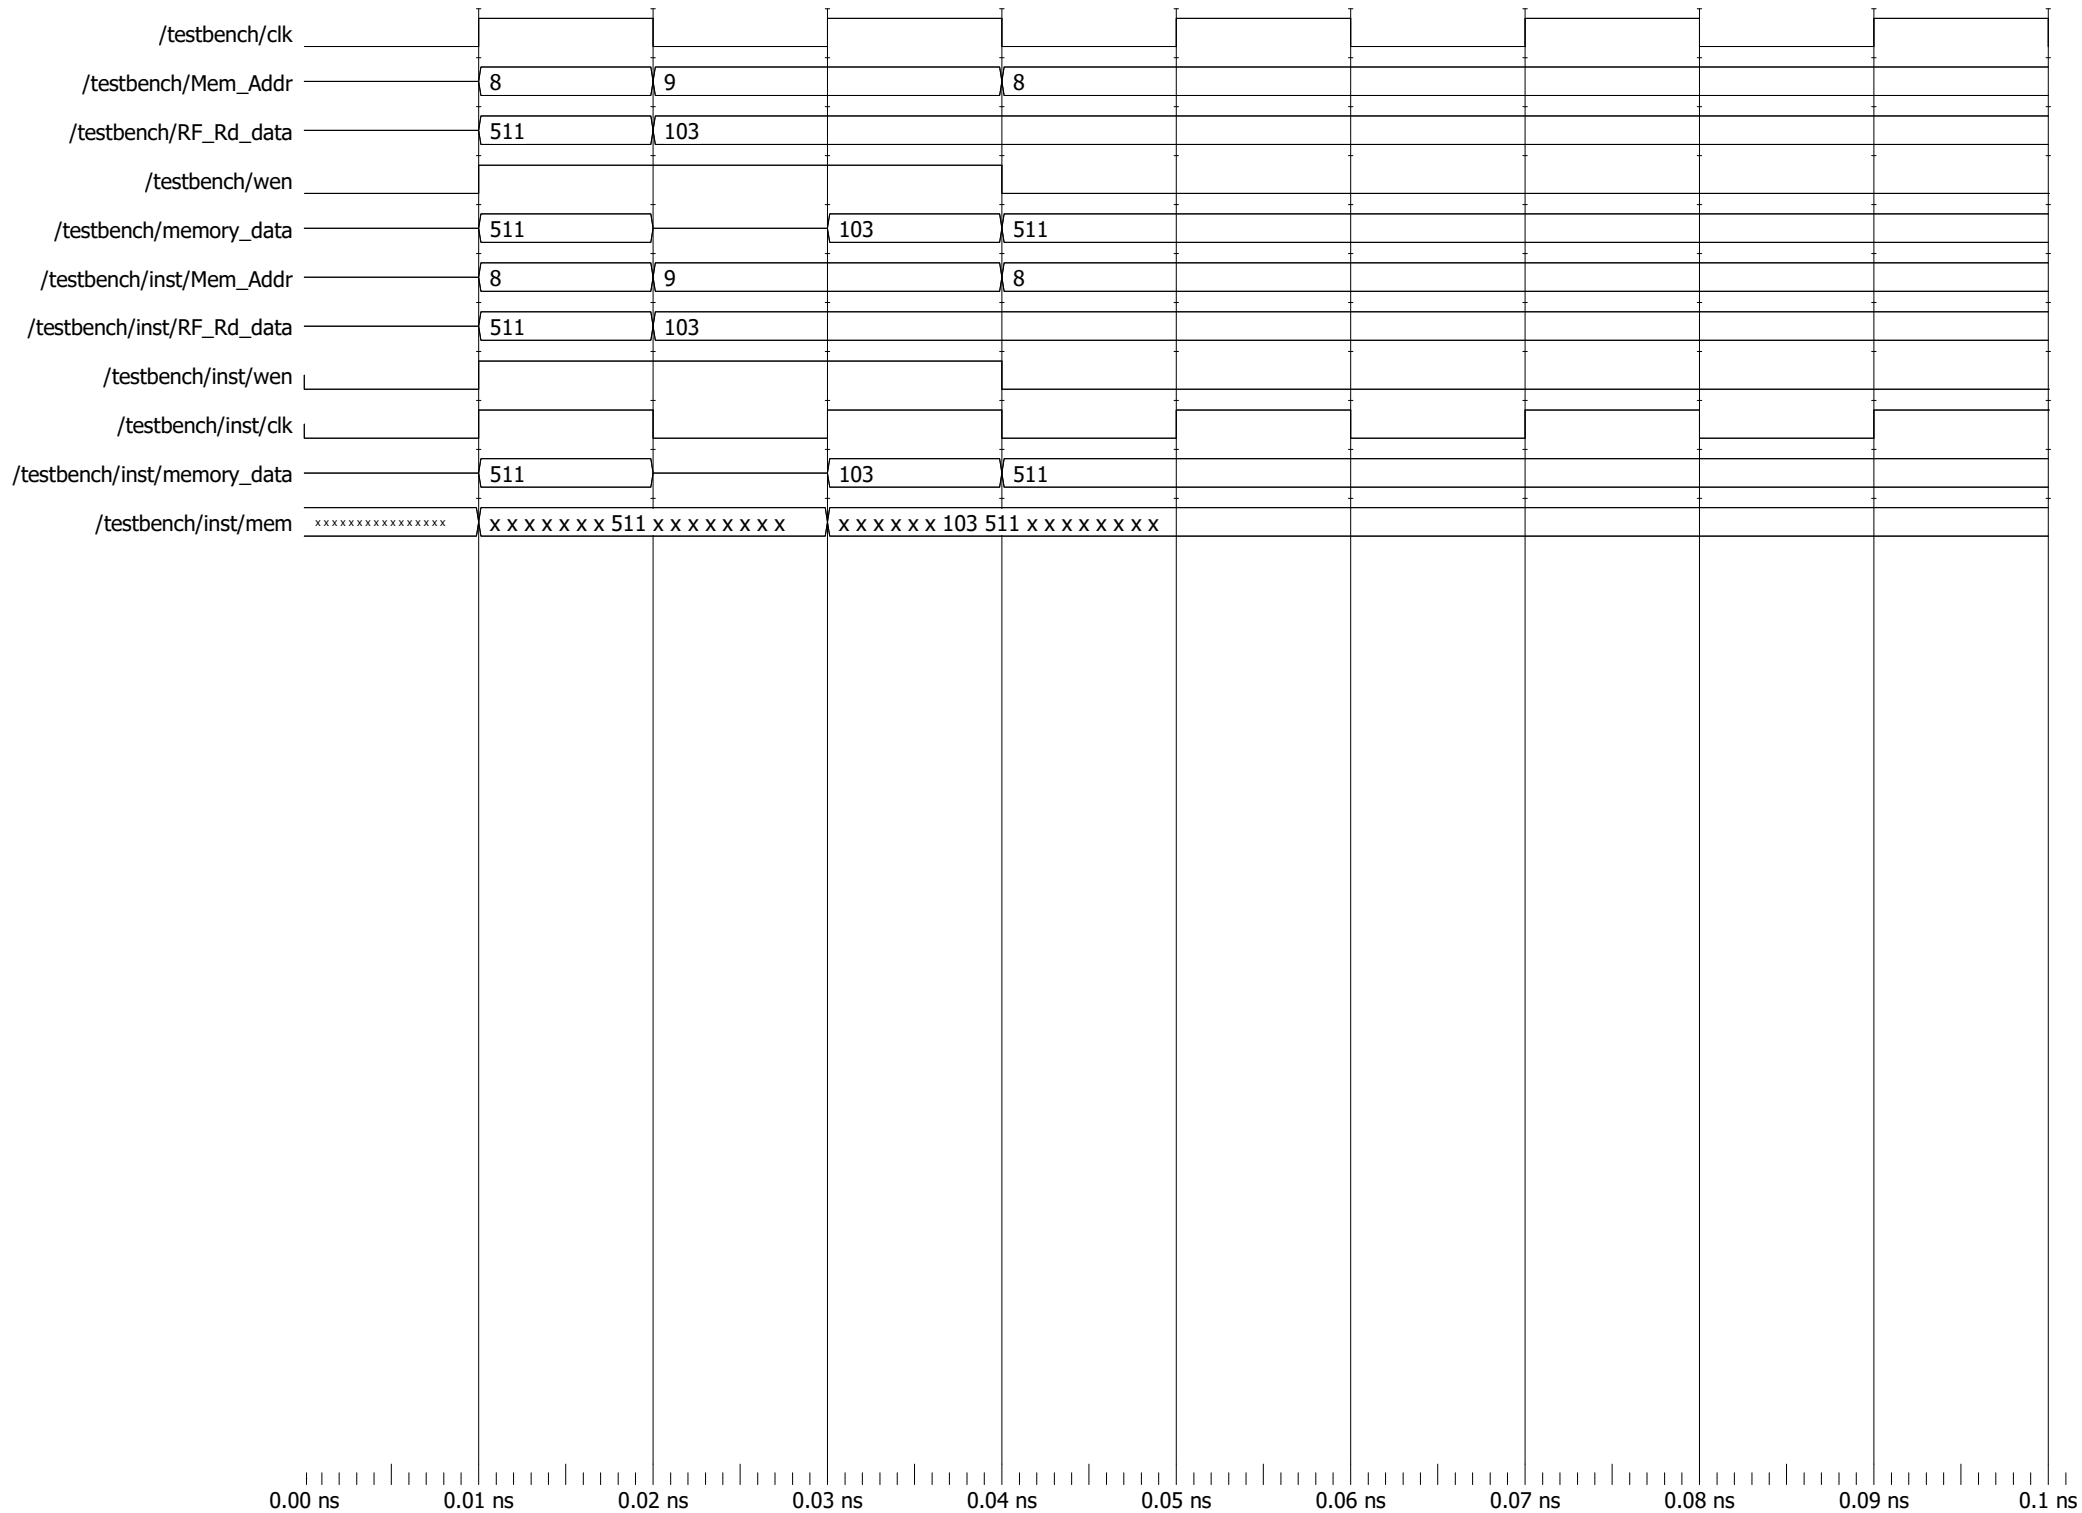 /testbench/clk
/testbench/Mem_Addr 8 9 8
/testbench/RF_Rd_data 511 103
/testbench/wen
/testbench/memory_data 511 103 511
/testbench/inst/Mem_Addr 8 9 8
/testbench/inst/RF_Rd_data 511 103
/testbench/inst/wen
/testbench/inst/clk
/testbench/inst/memory_data 511 103 511
/testbench/inst/mem x x x x x x x x x x x x x x x x x x x x x x x 511 x x x x x x x x x x x x x x 103 511 x x x x x x x x
0.00 ns 0.01 ns 0.02 ns 0.03 ns 0.04 ns 0.05 ns 0.06 ns 0.07 ns 0.08 ns 0.09 ns 0.1 ns